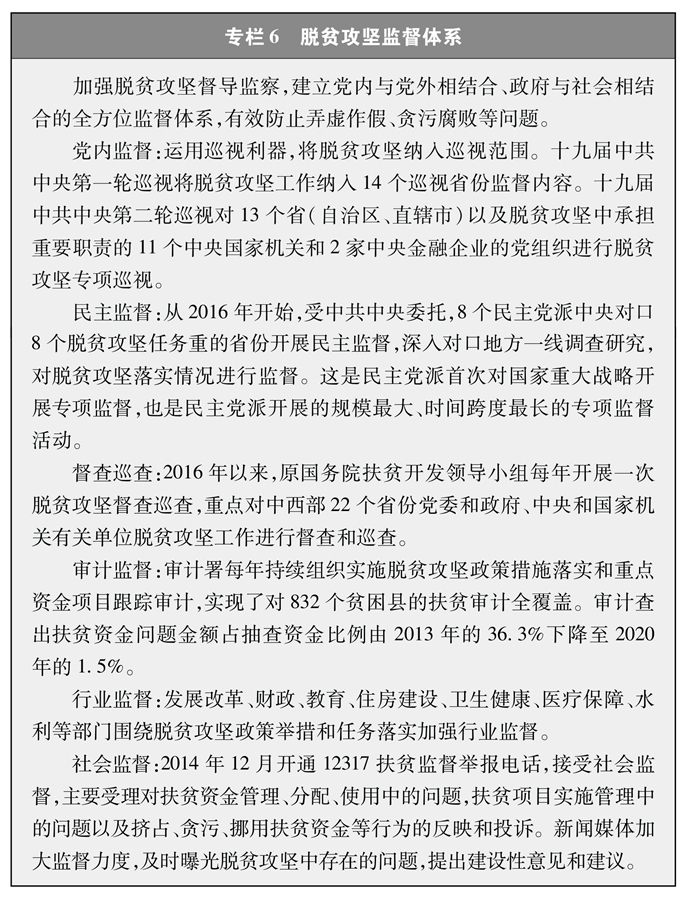 专栏 6　脱贫攻坚监督体系
加强脱贫攻坚督导监察,建立党内与党外相结合、政府与社会相结
合的全方位监督体系,有效防止弄虚作假、贪污腐败等问题。
党内监督:运用巡视利器,将脱贫攻坚纳入巡视范围。十九届中共
中央第一轮巡视将脱贫攻坚工作纳入 14 个巡视省份监督内容。十九届
中共中央第二轮巡视对 13 个省(自治区、直辖市)以及脱贫攻坚中承担
重要职责的 11 个中央国家机关和 2 家中央金融企业的党组织进行脱贫
攻坚专项巡视。
民主监督:从 2016 年开始,受中共中央委托,8 个民主党派中央对口
8 个脱贫攻坚任务重的省份开展民主监督,深入对口地方一线调查研究,
对脱贫攻坚落实情况进行监督。这是民主党派首次对国家重大战略开
展专项监督,也是民主党派开展的规模最大、时间跨度最长的专项监督
活动。
督查巡查:2016 年以来,原国务院扶贫开发领导小组每年开展一次
脱贫攻坚督查巡查,重点对中西部 22 个省份党委和政府、中央和国家机
关有关单位脱贫攻坚工作进行督查和巡查。
审计监督:审计署每年持续组织实施脱贫攻坚政策措施落实和重点
资金项目跟踪审计,实现了对 832 个贫困县的扶贫审计全覆盖。审计查
出扶贫资金问题金额占抽查资金比例由 2013 年的 36. 3%下降至 2020
年的 1. 5%。
行业监督:发展改革、财政、教育、住房建设、卫生健康、医疗保障、水
利等部门围绕脱贫攻坚政策举措和任务落实加强行业监督。
社会监督:2014 年 12 月开通 12317 扶贫监督举报电话,接受社会监
督,主要受理对扶贫资金管理、分配、使用中的问题,扶贫项目实施管理中
的问题以及挤占、贪污、挪用扶贫资金等行为的反映和投诉。新闻媒体加
大监督力度,及时曝光脱贫攻坚中存在的问题,提出建设性意见和建议。